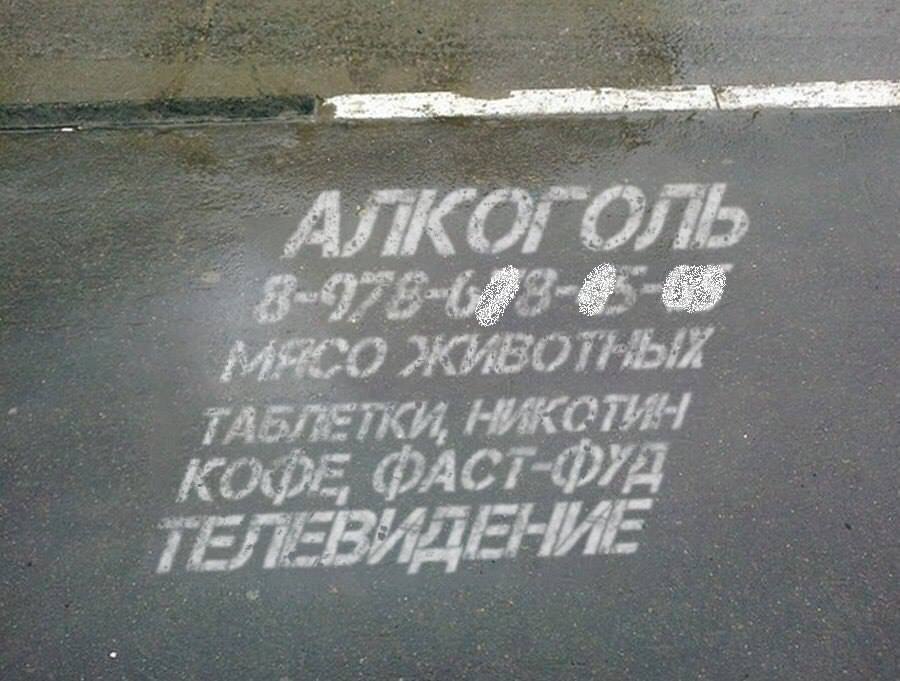 АЛКОГОЛЬ
МЯСО ЖИВОТНЫХ
ТАБЛЕТКИ, НИКОТИН
КОФЕ, ФАСТ-ФУД
ТЕЛЕВИДЕНИЕ